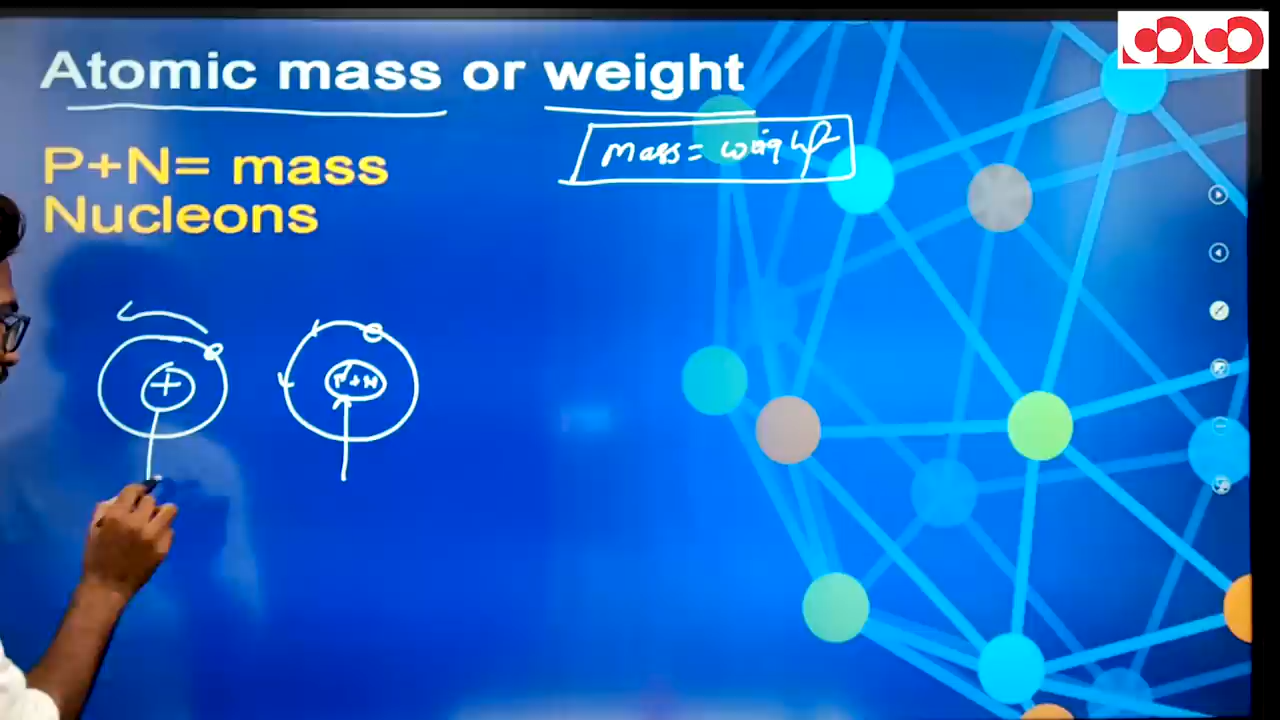 Atomic mass or weight
Mass = weight
P+N= mass
Nucleons
+
P+N